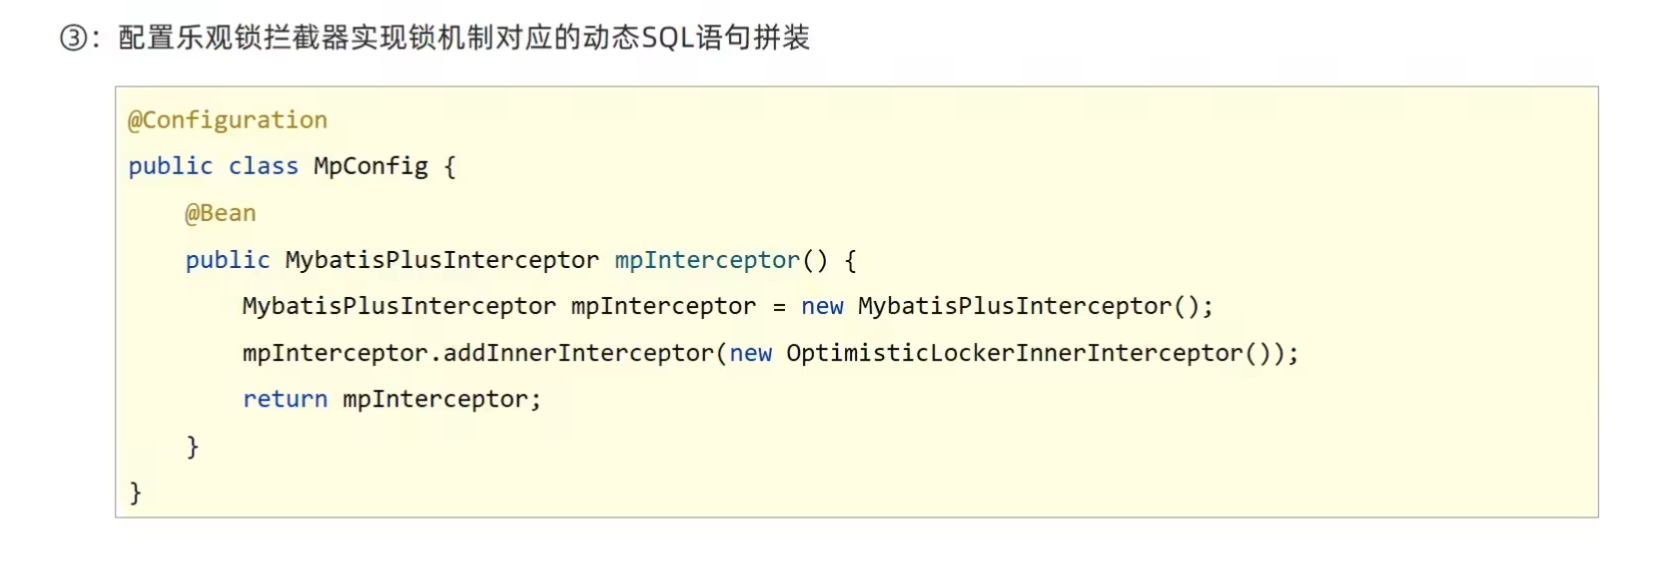 ③：配置乐观锁拦截器实现锁机制对应的动态SQL语句拼装
@Configuration
public class MpConfig {
    @Bean
    public MybatisPlusInterceptor mpInterceptor() {
        MybatisPlusInterceptor mpInterceptor = new MybatisPlusInterceptor();
        mpInterceptor.addInnerInterceptor(new OptimisticLockerInnerInterceptor());
        return mpInterceptor;
    }
}